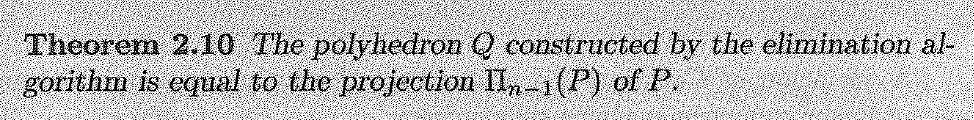 Theorem 2.10 The polyhedron Q constructed by the elimination al-
gorithm is equal to the projection Πₙ₋₁(P) of P.